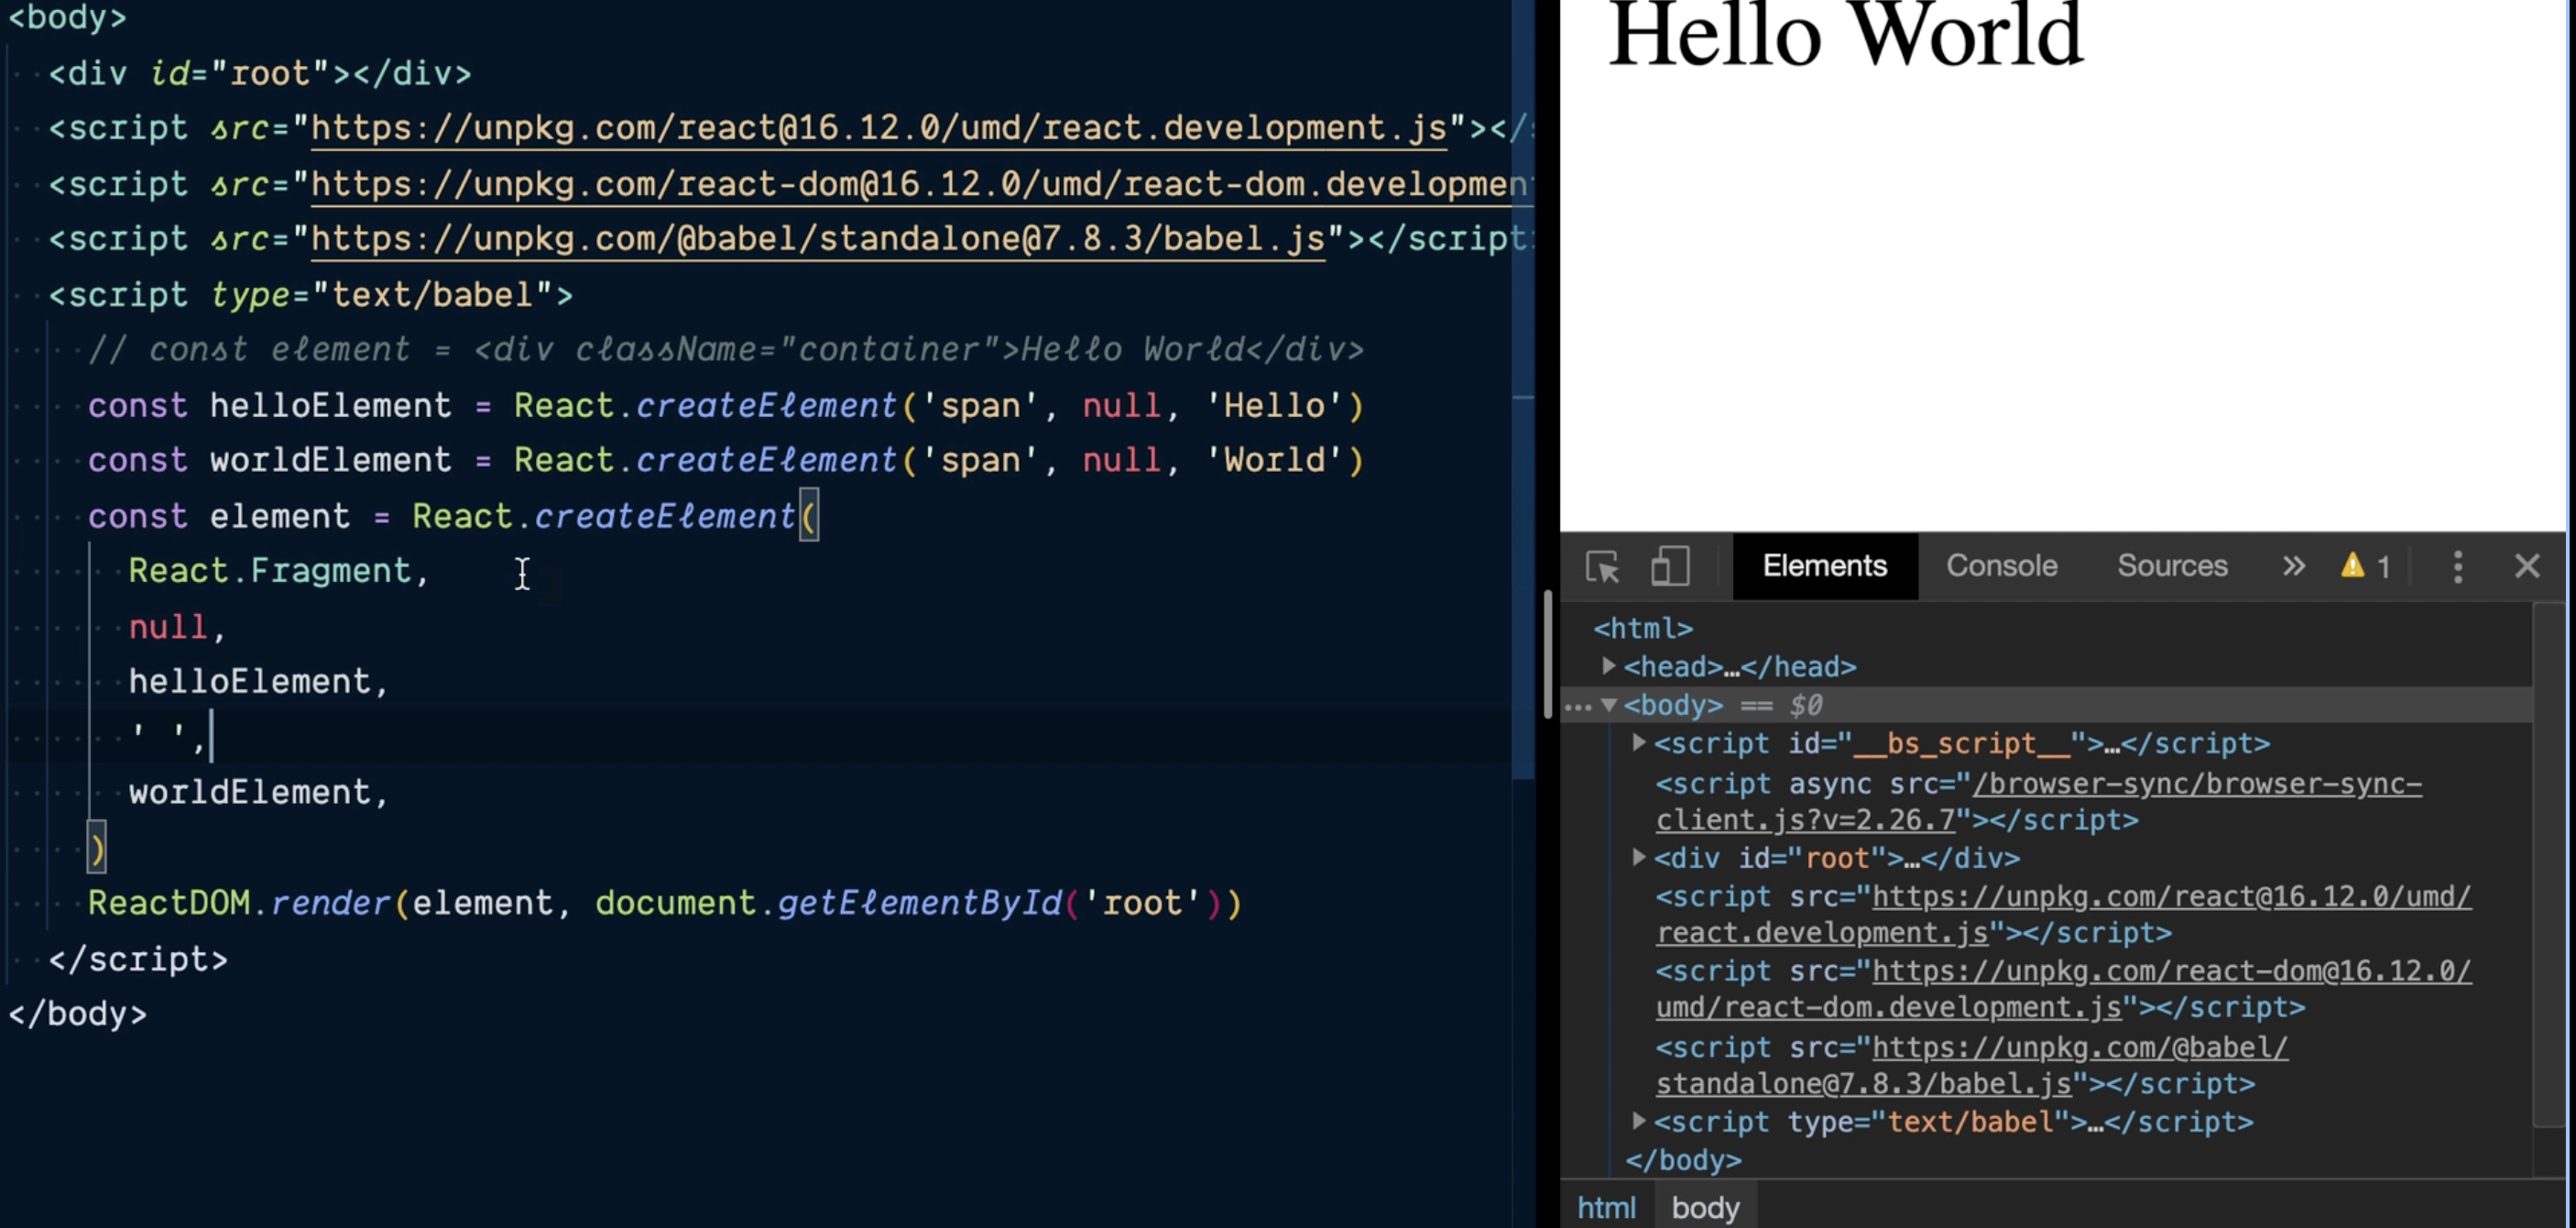 <body>
<div id="root"></div>
<script src="https://unpkg.com/react@16.12.0/umd/react.development.js"></
<script src="https://unpkg.com/react-dom@16.12.0/umd/react-dom.developmen
<script src="https://unpkg.com/@babel/standalone@7.8.3/babel.js"></script
<script type="text/babel">
// const element = <div className="container">Hello World</div>
const helloElement = React.createElement('span', null, 'Hello')
const worldElement = React.createElement('span', null, 'World')
const element = React.createElement(
React.Fragment,
null,
helloElement,
' ',
worldElement,
)
ReactDOM.render(element, document.getElementById('root'))
</script>
</body>
Hello World
Elements Console Sources » 1
<html>
<head>…</head>
… <body> == $0
<script id="__bs_script__">…</script>
<script async src="/browser-sync/browser-sync-
client.js?v=2.26.7"></script>
<div id="root">…</div>
<script src="https://unpkg.com/react@16.12.0/umd/
react.development.js"></script>
<script src="https://unpkg.com/react-dom@16.12.0/
umd/react-dom.development.js"></script>
<script src="https://unpkg.com/@babel/
standalone@7.8.3/babel.js"></script>
<script type="text/babel">…</script>
</body>
html body